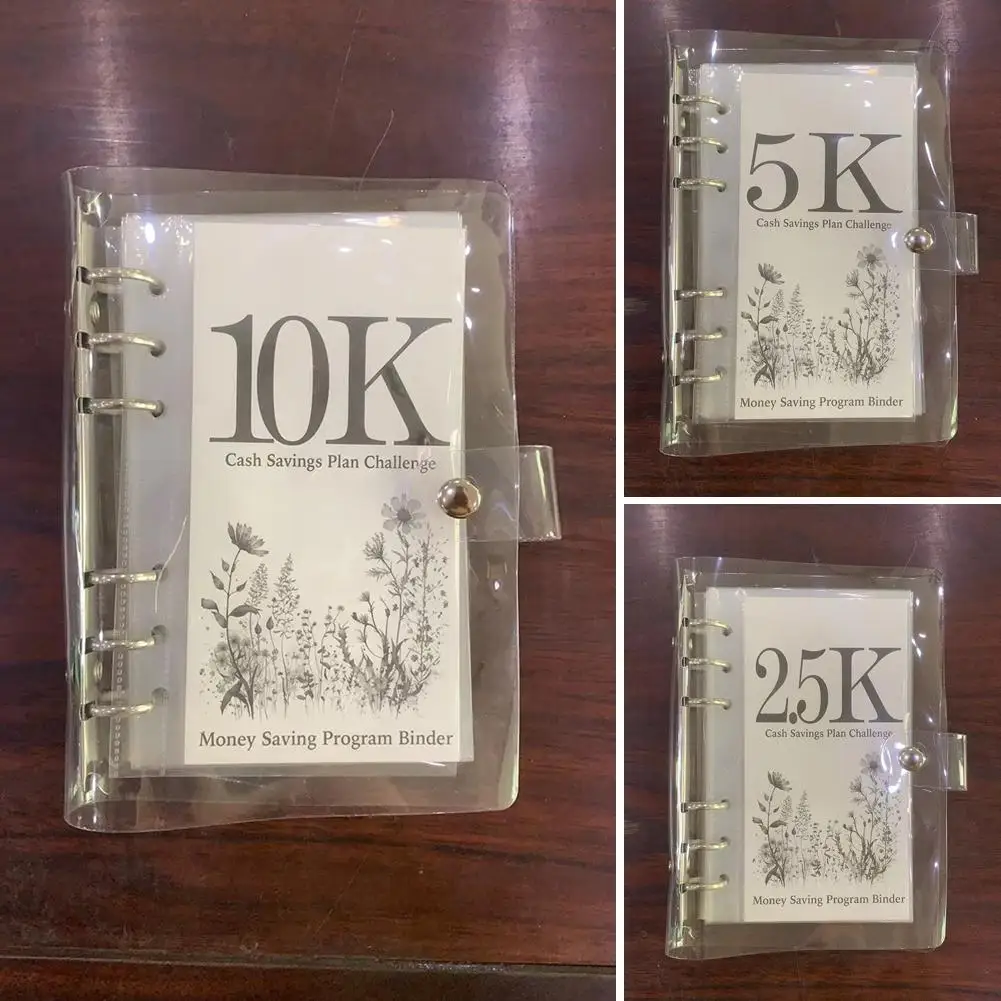 10K
Cash Savings Plan Challenge
Money Saving Program Binder
5K
Cash Savings Plan Challenge
Money Saving Program Binder
2.5K
Cash Savings Plan Challenge
Money Saving Program Binder